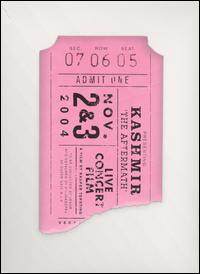 SEC. ROW SEAT
07 06 05
ADMIT ONE
PRESENTING
KASHMIR
THE AFTERMATH
NOV.
2&3
2004
LIVE
CONCERT
FILM